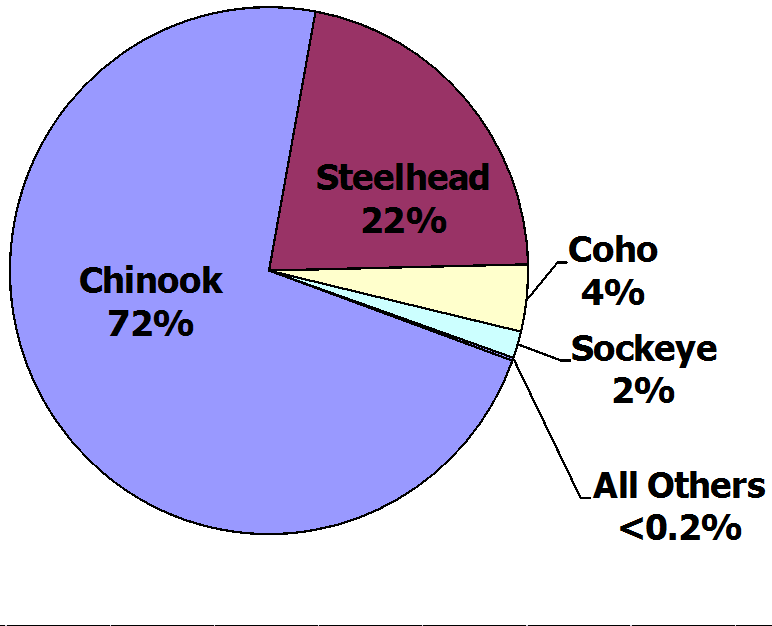 Steelhead
22%
Coho
4%
Chinook
72%
Sockeye
2%
All Others
<0.2%